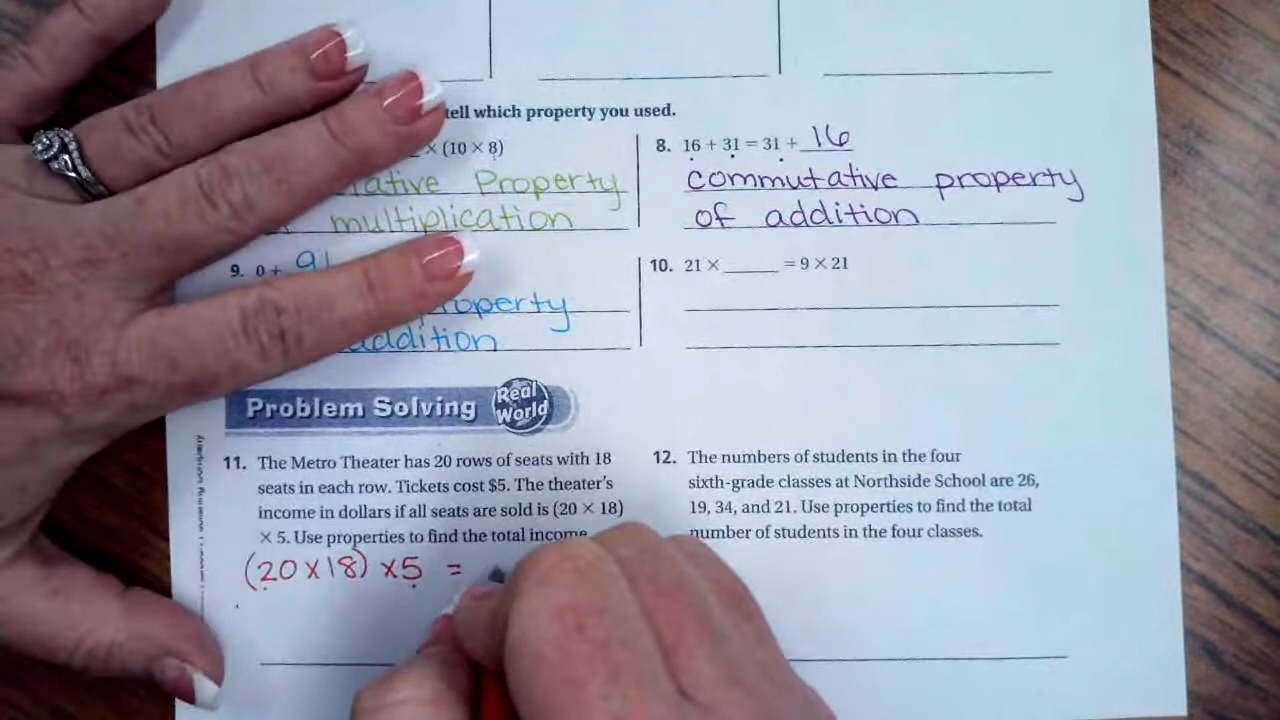 tell which property you used.
× (10 × 8)
ative Property
multiplication
8. 16 + 31 = 31 + 16
commutative property
of addition
9. 0 + 91
operty
addition
10. 21 × _____ = 9 × 21
Problem Solving Real World
11. The Metro Theater has 20 rows of seats with 18
seats in each row. Tickets cost $5. The theater's
income in dollars if all seats are sold is (20 × 18)
× 5. Use properties to find the total income
(20×18) ×5 =
12. The numbers of students in the four
sixth-grade classes at Northside School are 26,
19, 34, and 21. Use properties to find the total
number of students in the four classes.